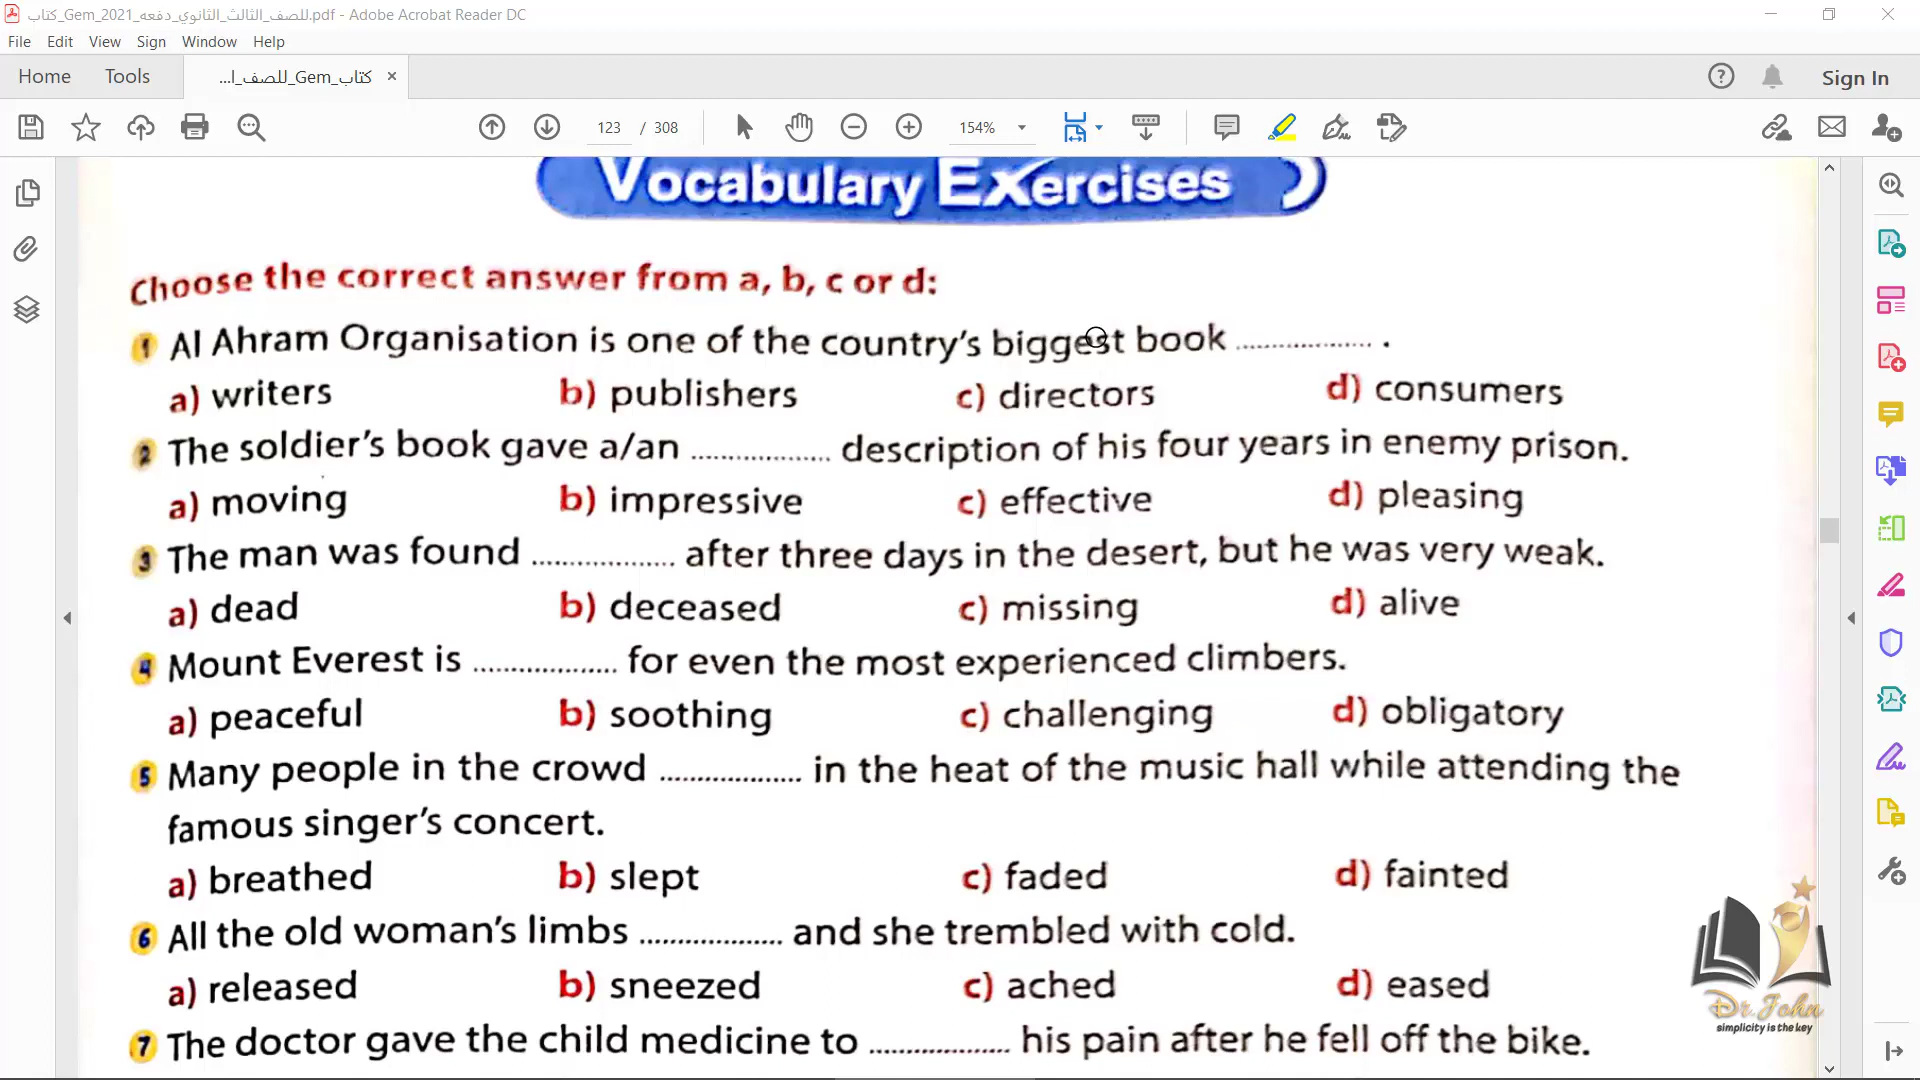 كتاب_Gem_للصف_الثالث_الثانوي_دفعه_2021.pdf - Adobe Acrobat Reader DC
File Edit View Sign Window Help
Home Tools كتاب_Gem_للصف_ا... × Sign In
123 / 308 154%
Vocabulary Exercises
Choose the correct answer from a, b, c or d:
1 Al Ahram Organisation is one of the country's biggest book .................. .
a) writers b) publishers c) directors d) consumers
2 The soldier's book gave a/an .................. description of his four years in enemy prison.
a) moving b) impressive c) effective d) pleasing
3 The man was found .................. after three days in the desert, but he was very weak.
a) dead b) deceased c) missing d) alive
4 Mount Everest is .................. for even the most experienced climbers.
a) peaceful b) soothing c) challenging d) obligatory
5 Many people in the crowd .................. in the heat of the music hall while attending the
famous singer's concert.
a) breathed b) slept c) faded d) fainted
6 All the old woman's limbs .................. and she trembled with cold.
a) released b) sneezed c) ached d) eased
7 The doctor gave the child medicine to .................. his pain after he fell off the bike.
Dr.John
simplicity is the key